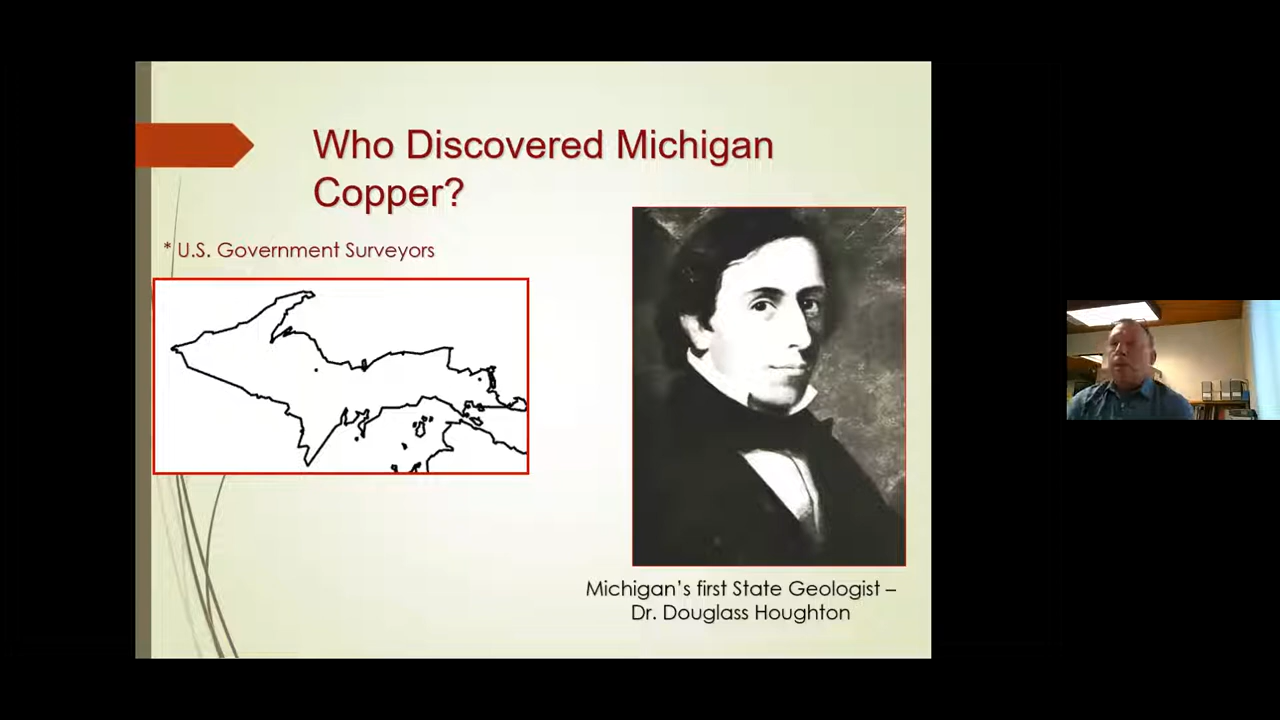 Who Discovered Michigan
Copper?
* U.S. Government Surveyors
Michigan’s first State Geologist –
Dr. Douglass Houghton